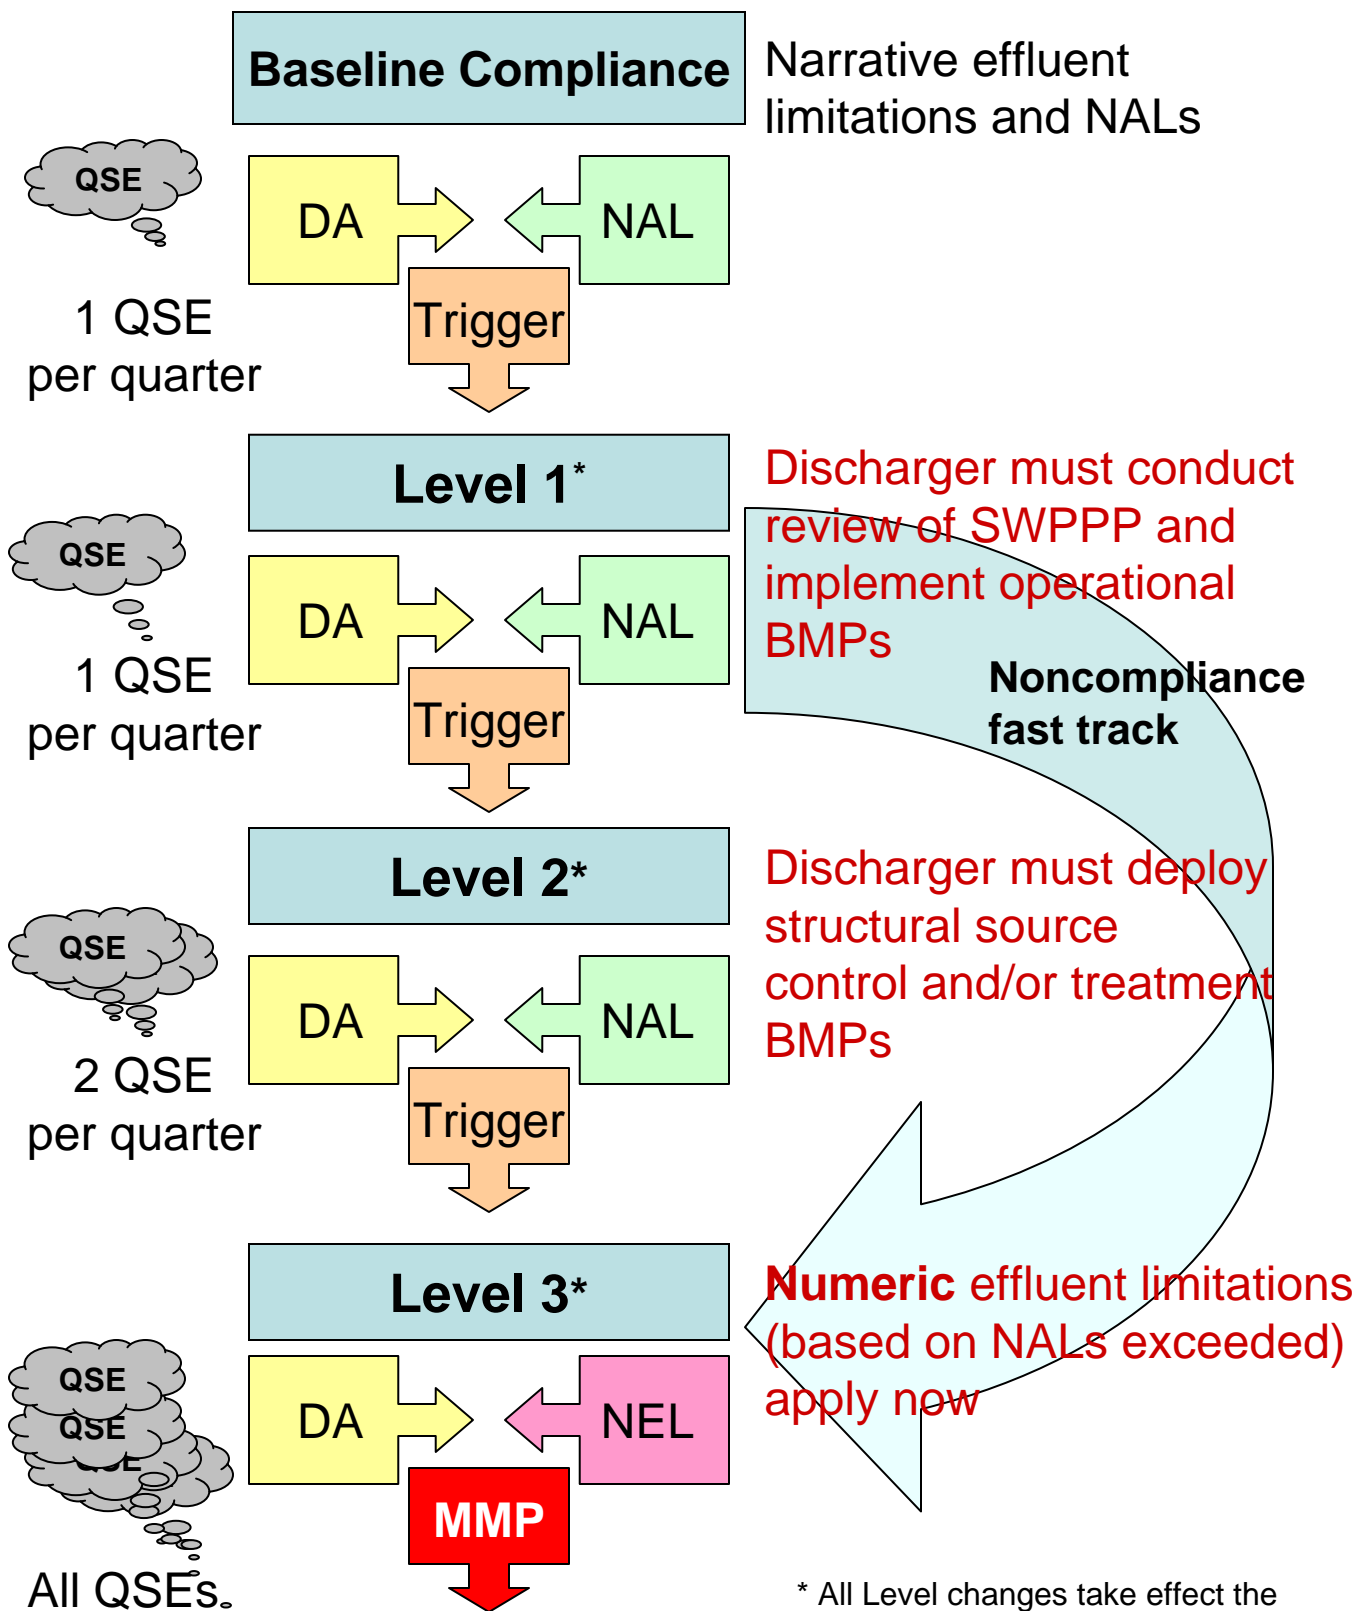 Baseline Compliance
Narrative effluent
limitations and NALs
QSE
DA
NAL
1 QSE
per quarter
Trigger
Level 1*
Discharger must conduct
review of SWPPP and
implement operational
BMPs
QSE
DA
NAL
1 QSE
per quarter
Trigger
Noncompliance
fast track
Level 2*
Discharger must deploy
structural source
control and/or treatment
BMPs
QSE
DA
NAL
2 QSE
per quarter
Trigger
Level 3*
Numeric effluent limitations
(based on NALs exceeded)
apply now
QSE
QSE
QSE
DA
NEL
MMP
All QSEs
* All Level changes take effect the